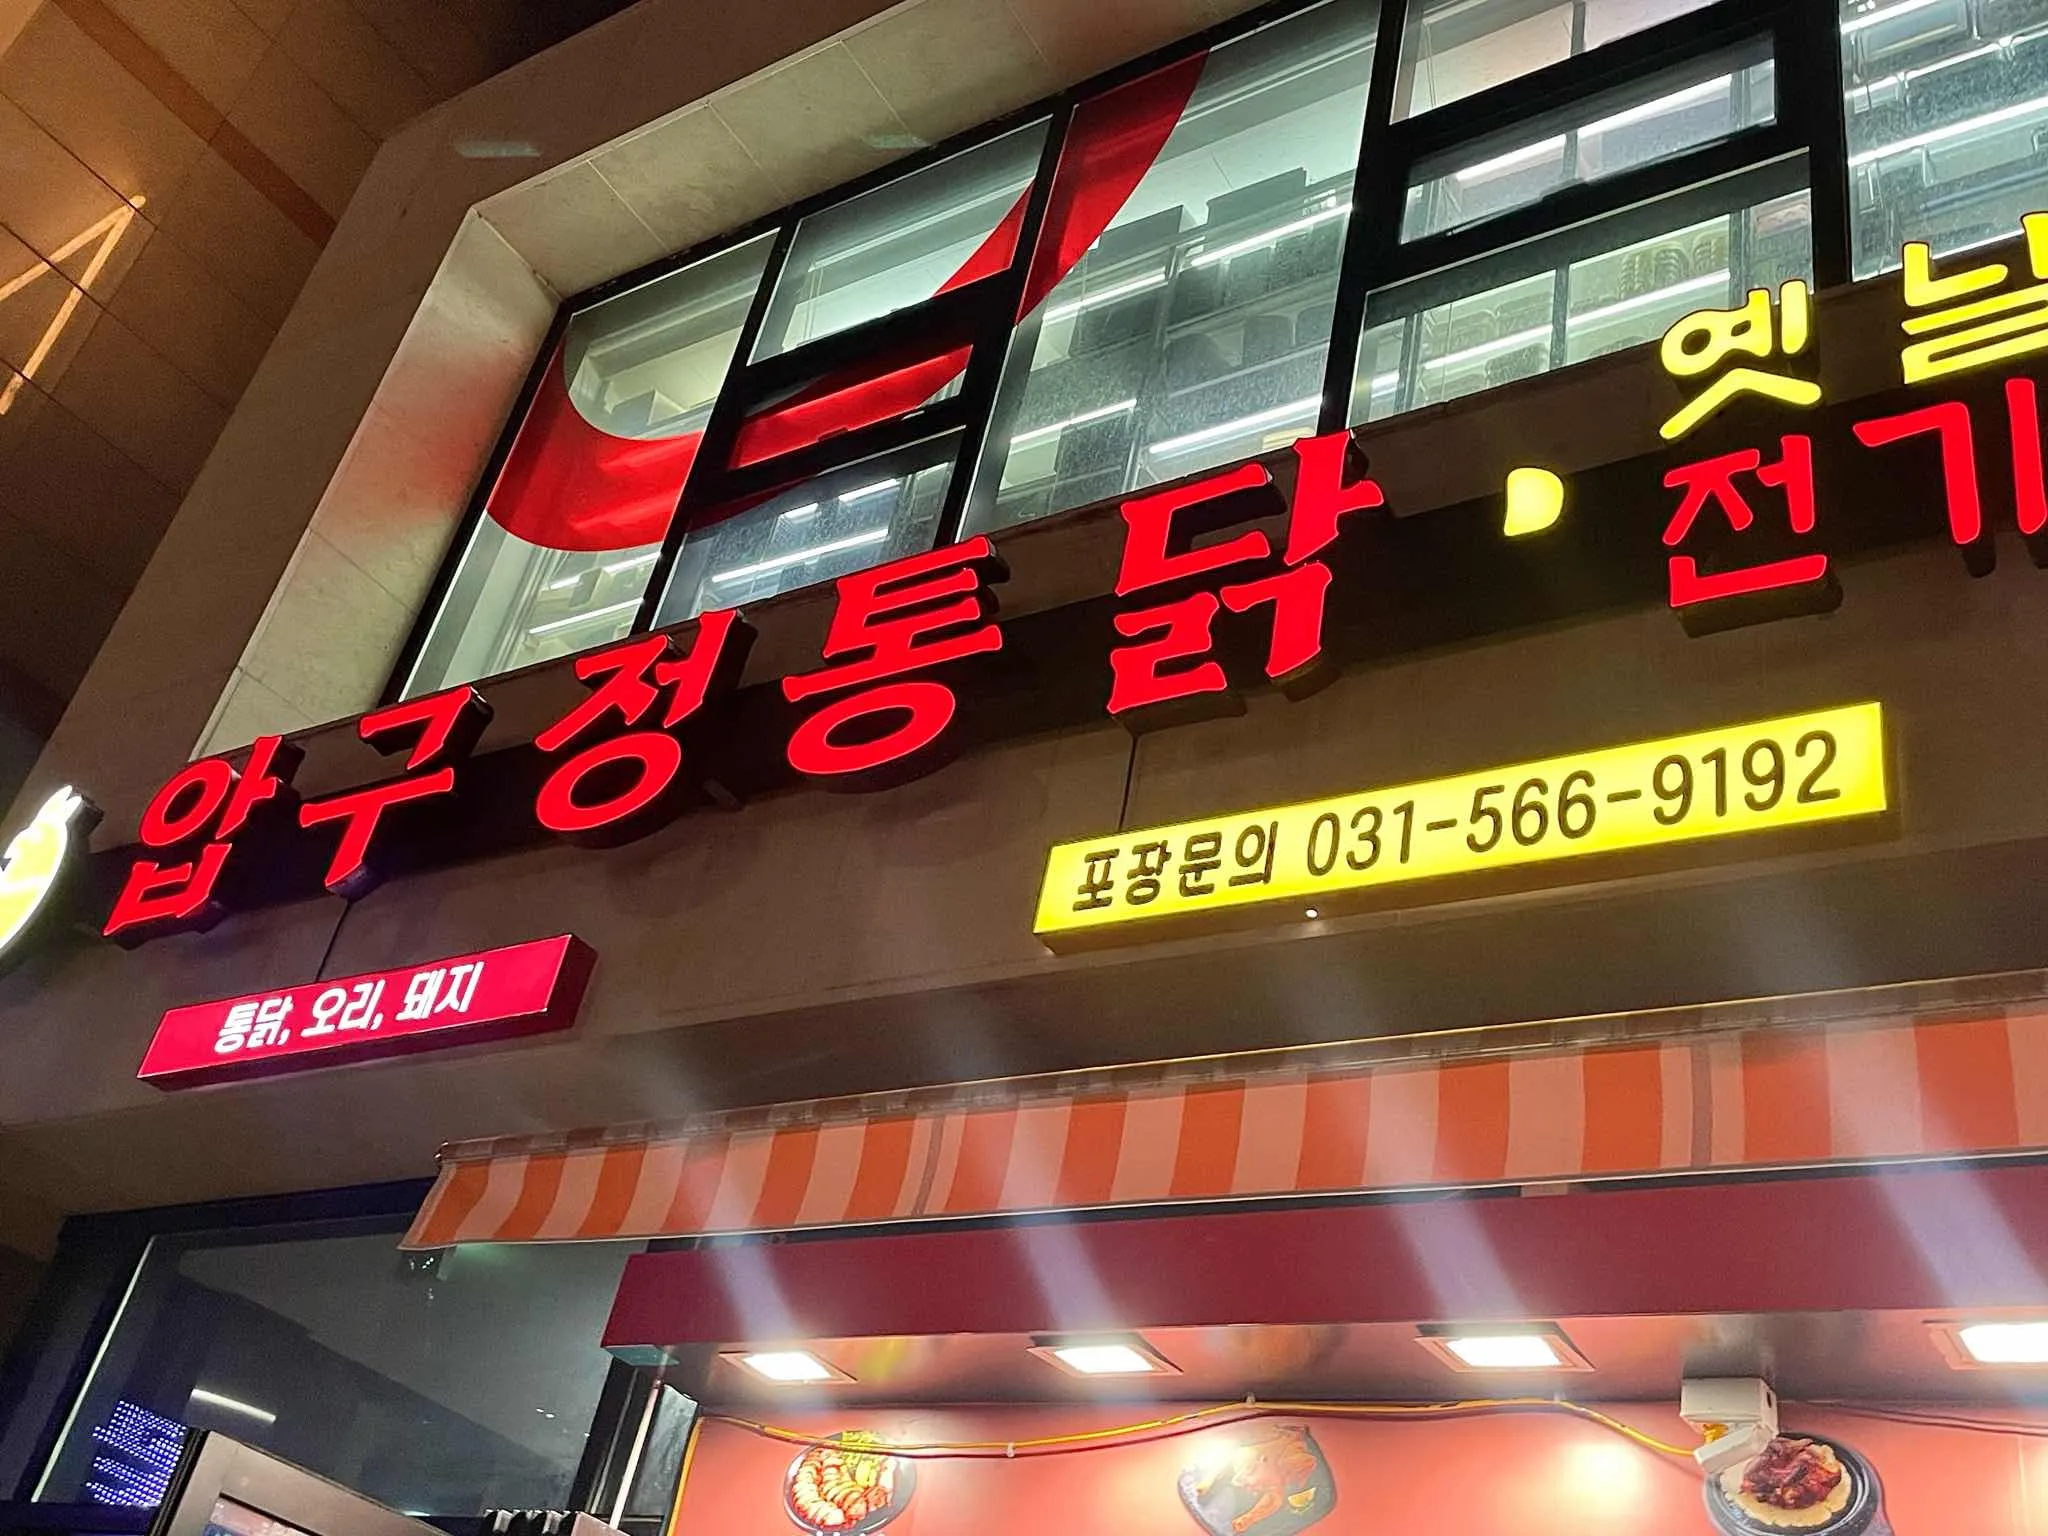 옛날
압구정통닭 · 전기
포장문의 031-566-9192
통닭, 오리, 돼지